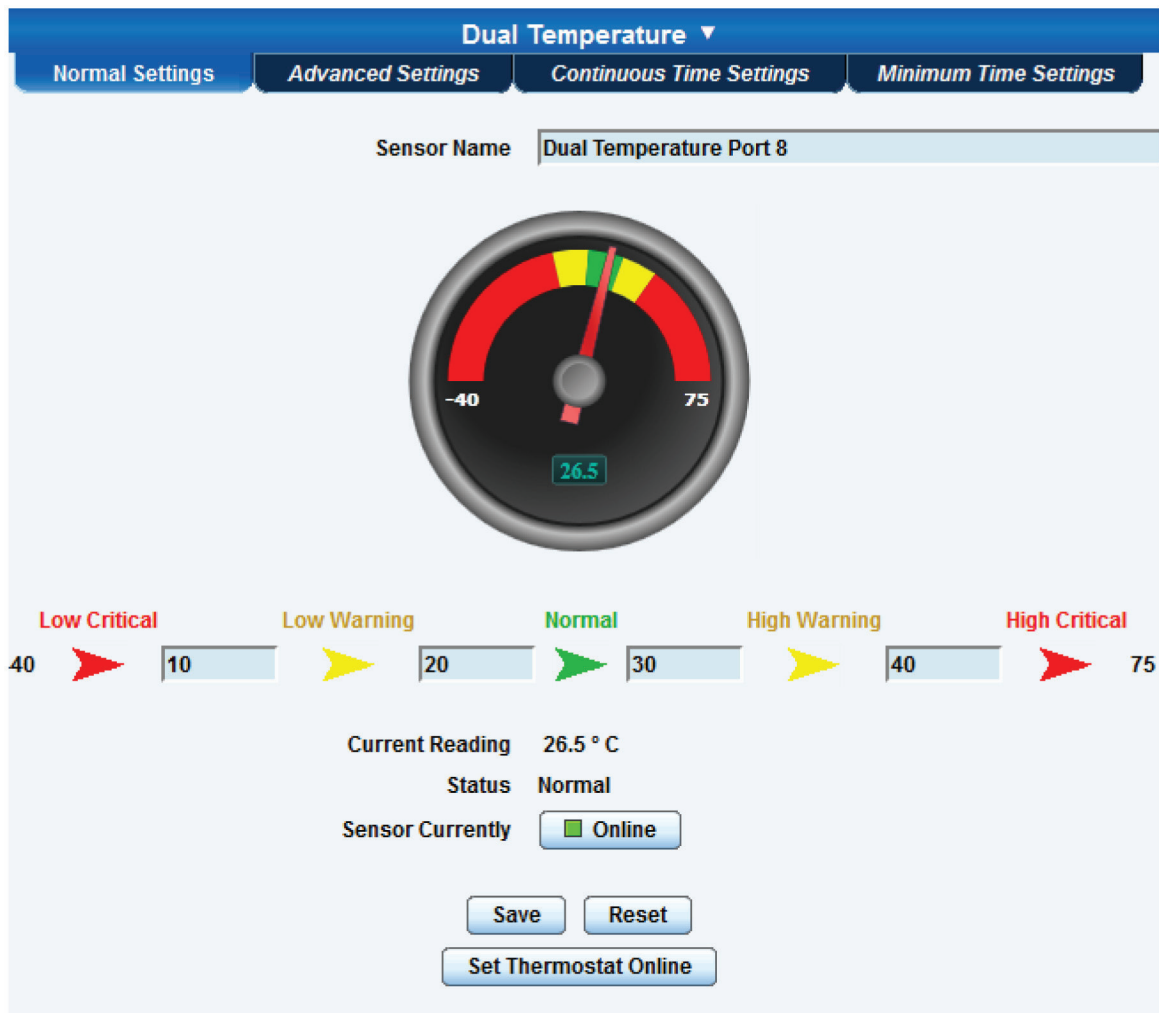 Dual Temperature ▼
Normal Settings Advanced Settings Continuous Time Settings Minimum Time Settings
Sensor Name Dual Temperature Port 8
-40 75
26.5
Low Critical Low Warning Normal High Warning High Critical
40 10 20 30 40 75
Current Reading 26.5 ° C
Status Normal
Sensor Currently Online
Save Reset
Set Thermostat Online